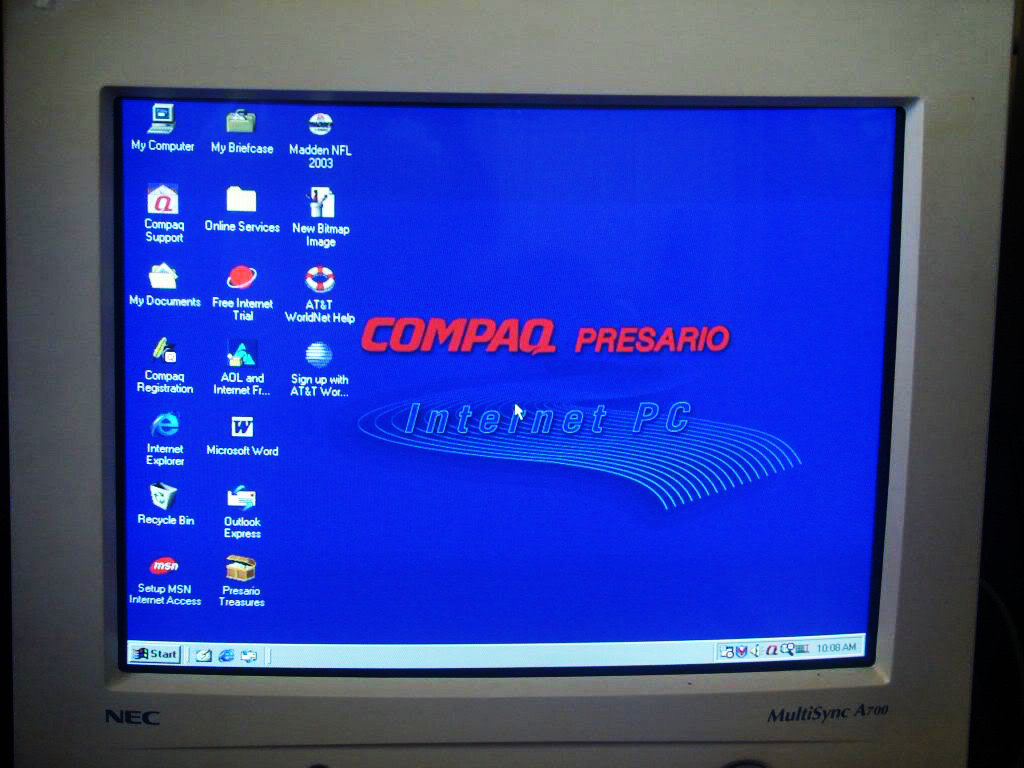 My Computer
My Briefcase
Madden NFL
2003
Compaq
Support
Online Services
New Bitmap
Image
My Documents
Free Internet
Trial
AT&T
WorldNet Help
COMPAQ PRESARIO
Compaq
Registration
AOL and
Internet Fr...
Sign up with
AT&T Wor...
Internet PC
Internet
Explorer
W
Microsoft Word
Recycle Bin
Outlook
Express
msn
Setup MSN
Internet Access
Presario
Treasures
Start
10:08 AM
NEC
MultiSync A700